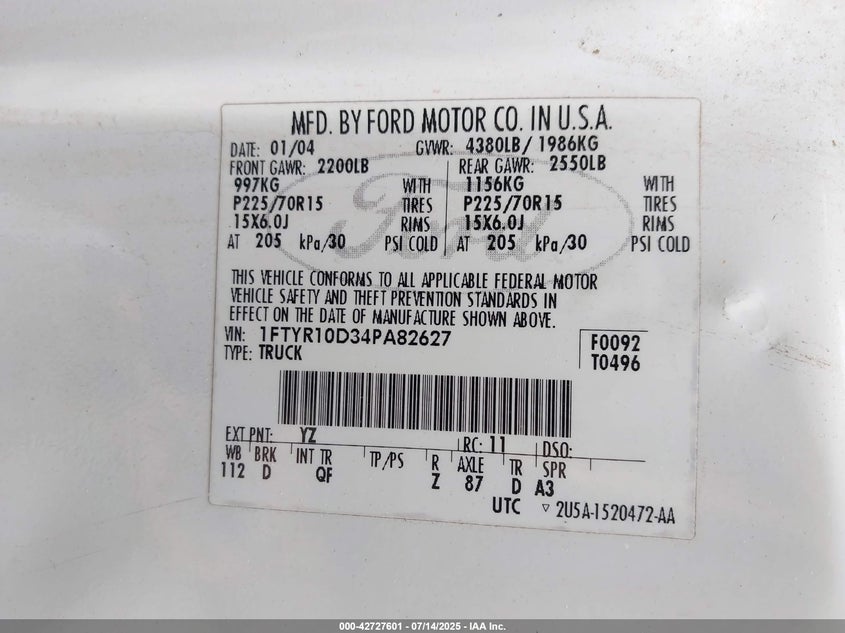 MFD. BY FORD MOTOR CO. IN U.S.A.
DATE: 01/04 GVWR: 4380LB/ 1986KG
FRONT GAWR: 2200LB REAR GAWR: 2550LB
997KG WITH 1156KG WITH
P225/70R15 TIRES P225/70R15 TIRES
15X6.0J RIMS 15X6.0J RIMS
AT 205 kPa/30 PSI COLD AT 205 kPa/30 PSI COLD
Ford
THIS VEHICLE CONFORMS TO ALL APPLICABLE FEDERAL MOTOR
VEHICLE SAFETY AND THEFT PREVENTION STANDARDS IN
EFFECT ON THE DATE OF MANUFACTURE SHOWN ABOVE.
VIN: 1FTYR10D34PA82627 F0092
TYPE: TRUCK T0496
EXT PNT: YZ RC: 11 DSO:
WB BRK INT TR TP/PS R AXLE TR SPR
112 D QF Z 87 D A3
UTC ▽ 2U5A-1520472-AA
000-42727601 - 07/14/2025 - IAA Inc.